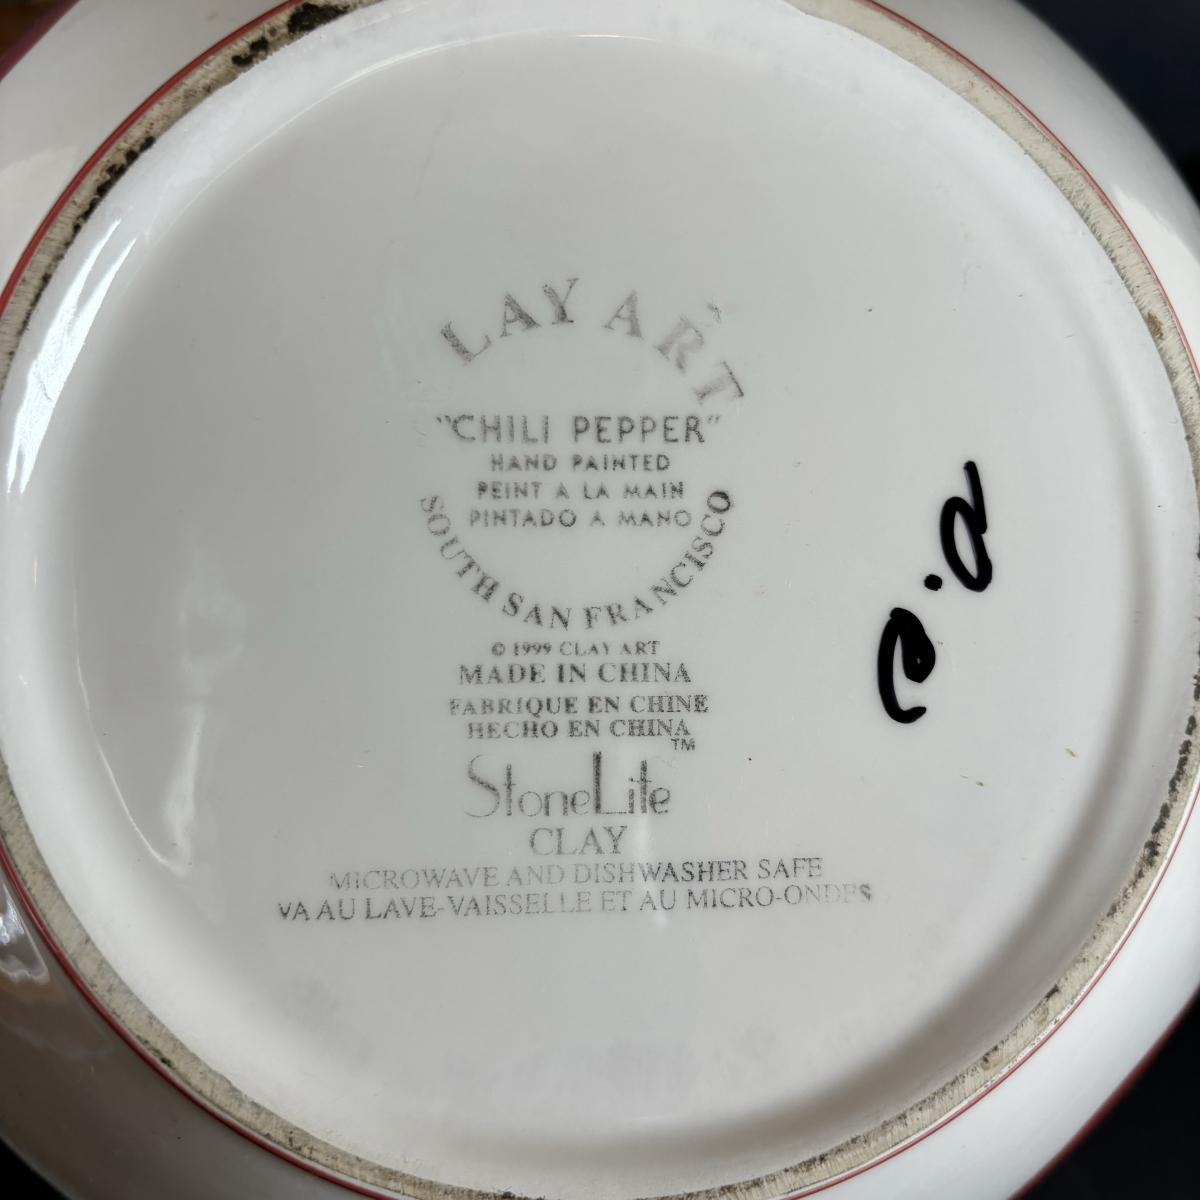 LAY ART
"CHILI PEPPER"
HAND PAINTED
PEINT A LA MAIN
PINTADO A MANO
SOUTH SAN FRANCISCO
© 1999 CLAY ART
MADE IN CHINA
FABRIQUE EN CHINE
HECHO EN CHINA
StoneLite™
CLAY
MICROWAVE AND DISHWASHER SAFE
VA AU LAVE-VAISSELLE ET AU MICRO-ONDES